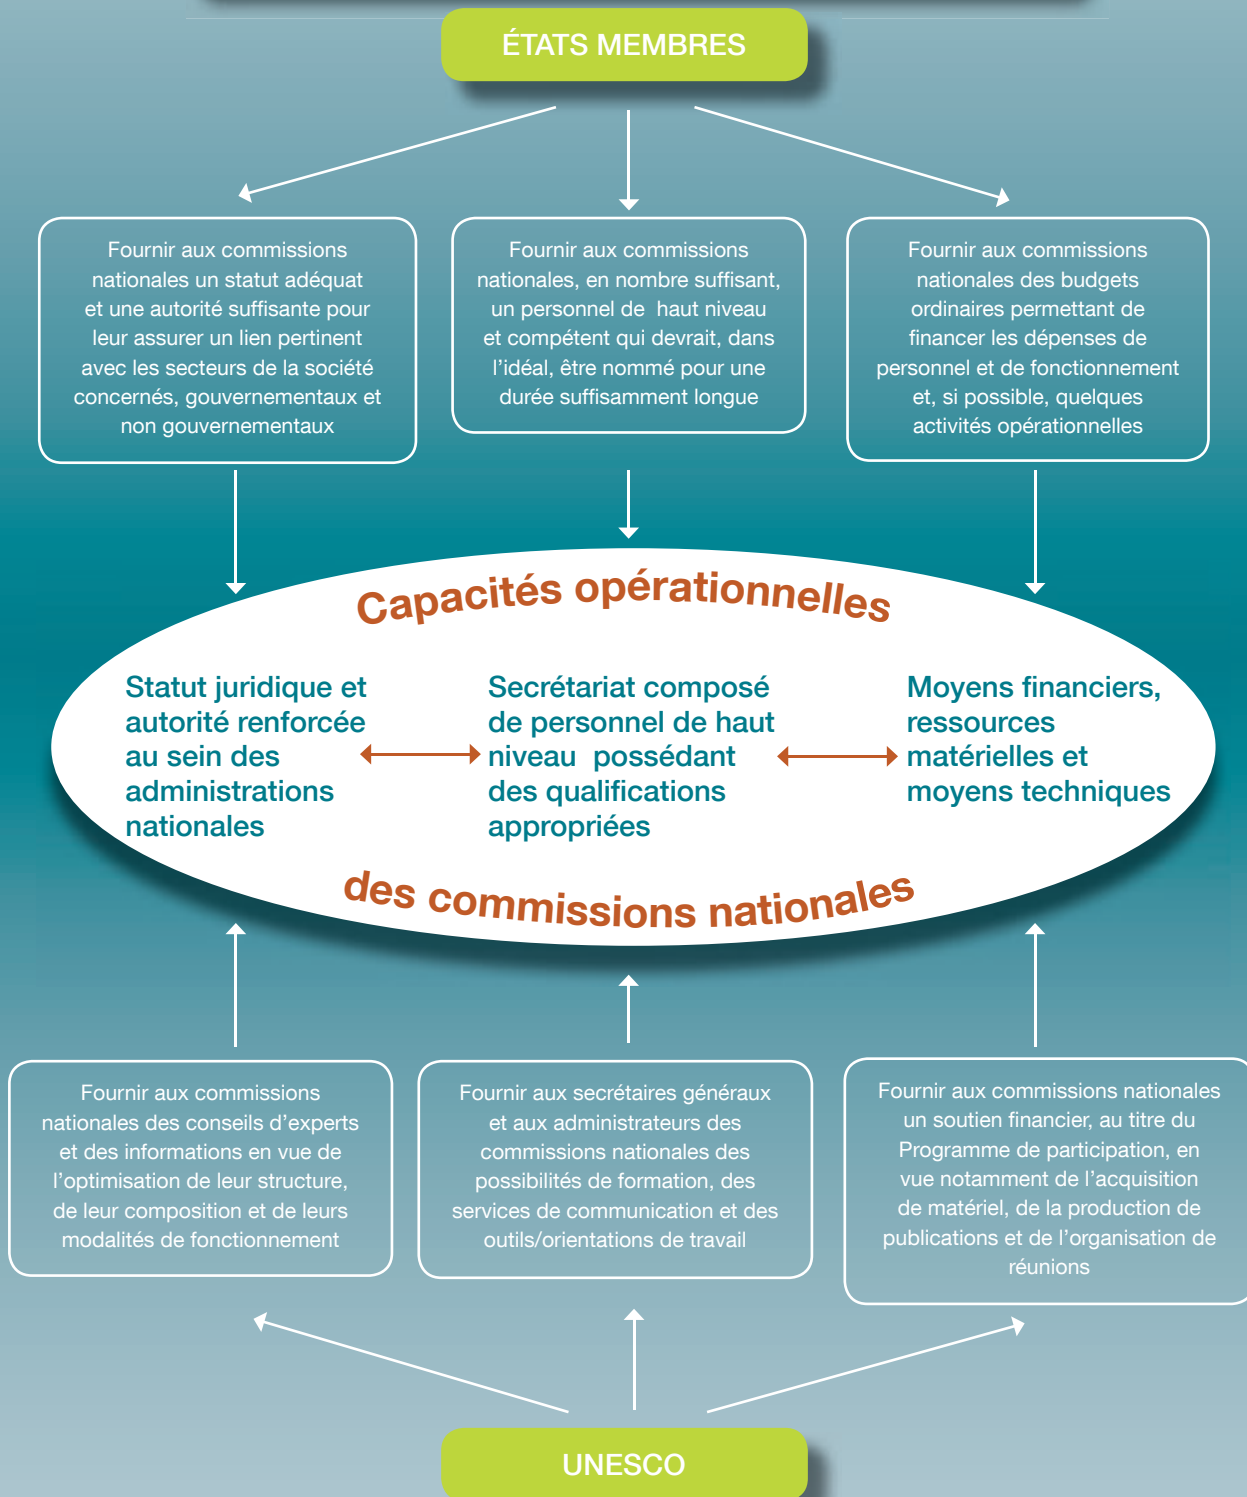 ÉTATS MEMBRES
Fournir aux commissions
nationales un statut adéquat
et une autorité suffisante pour
leur assurer un lien pertinent
avec les secteurs de la société
concernés, gouvernementaux et
non gouvernementaux
Fournir aux commissions
nationales, en nombre suffisant,
un personnel de haut niveau
et compétent qui devrait, dans
l’idéal, être nommé pour une
durée suffisamment longue
Fournir aux commissions
nationales des budgets
ordinaires permettant de
financer les dépenses de
personnel et de fonctionnement
et, si possible, quelques
activités opérationnelles
Capacités opérationnelles
Statut juridique et
autorité renforcée
au sein des
administrations
nationales
Secrétariat composé
de personnel de haut
niveau possédant
des qualifications
appropriées
Moyens financiers,
ressources
matérielles et
moyens techniques
des commissions nationales
Fournir aux commissions
nationales des conseils d’experts
et des informations en vue de
l’optimisation de leur structure,
de leur composition et de leurs
modalités de fonctionnement
Fournir aux secrétaires généraux
et aux administrateurs des
commissions nationales des
possibilités de formation, des
services de communication et des
outils/orientations de travail
Fournir aux commissions nationales
un soutien financier, au titre du
Programme de participation, en
vue notamment de l’acquisition
de matériel, de la production de
publications et de l’organisation de
réunions
UNESCO